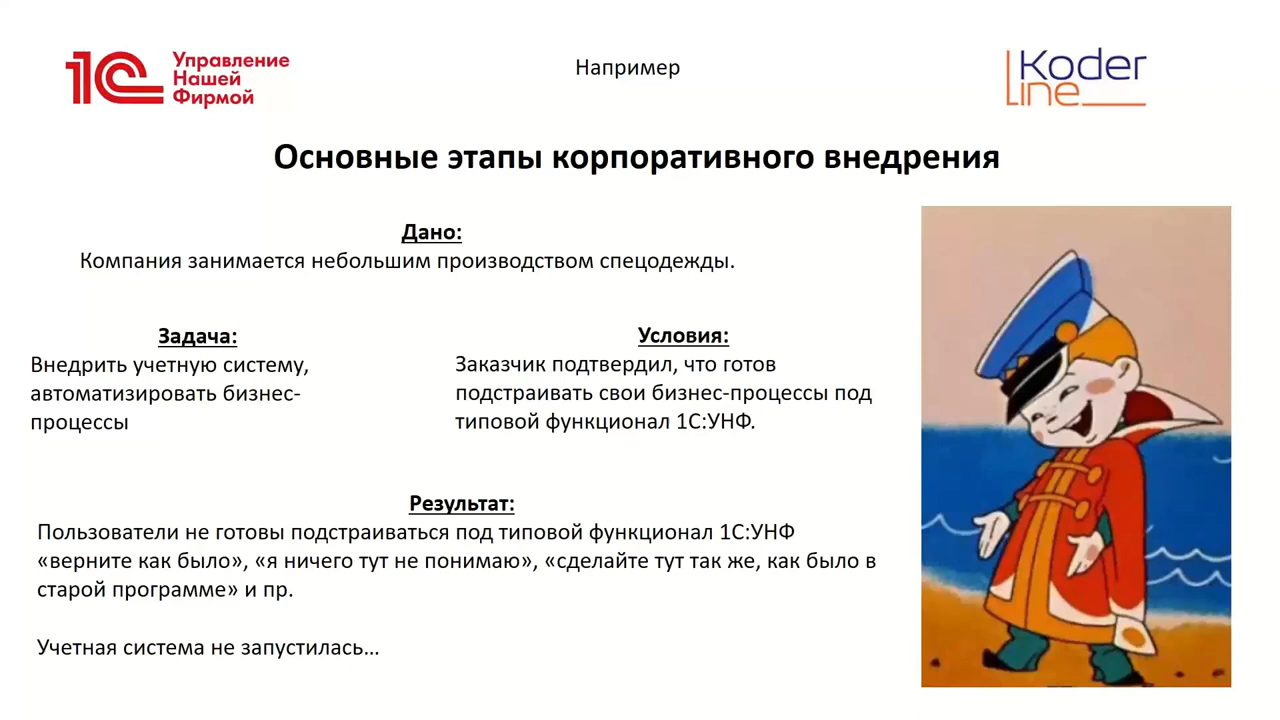 1С Управление
Нашей
Фирмой
Например
Koder
Line
Основные этапы корпоративного внедрения
Дано:
Компания занимается небольшим производством спецодежды.
Задача:
Внедрить учетную систему,
автоматизировать бизнес-
процессы
Условия:
Заказчик подтвердил, что готов
подстраивать свои бизнес-процессы под
типовой функционал 1С:УНФ.
Результат:
Пользователи не готовы подстраиваться под типовой функционал 1С:УНФ
«верните как было», «я ничего тут не понимаю», «сделайте тут так же, как было в
старой программе» и пр.
Учетная система не запустилась…